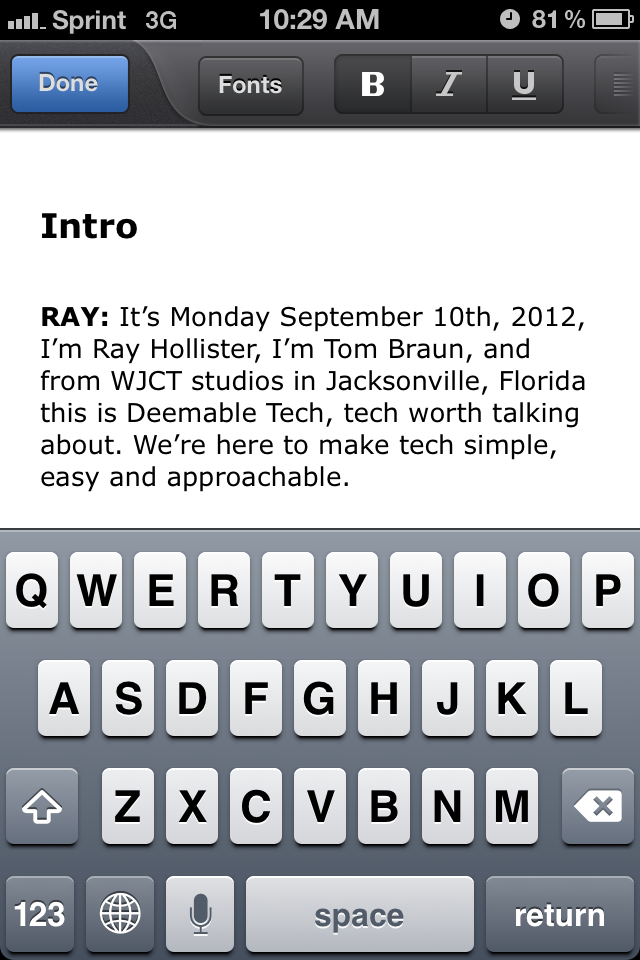 Sprint 3G 10:29 AM 81%
Done Fonts B I U
Intro
RAY: It’s Monday September 10th, 2012,
I’m Ray Hollister, I’m Tom Braun, and
from WJCT studios in Jacksonville, Florida
this is Deemable Tech, tech worth talking
about. We’re here to make tech simple,
easy and approachable.
Q W E R T Y U I O P
A S D F G H J K L
Z X C V B N M
123 space return